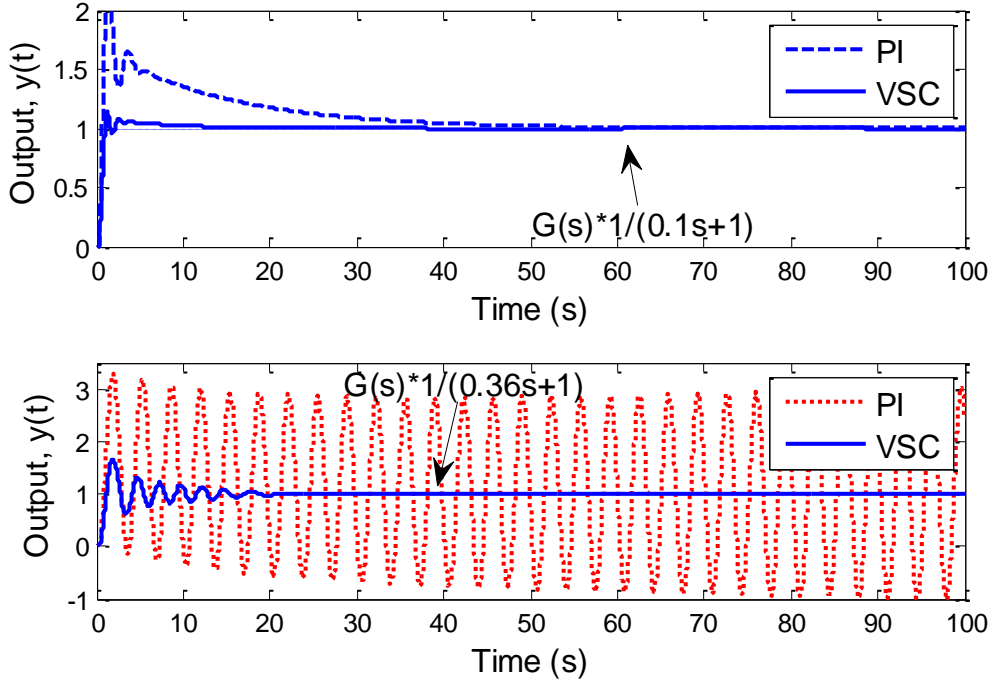 2
1.5
1
0.5
0
Output, y(t)
PI
VSC
G(s)*1/(0.1s+1)
0 10 20 30 40 50 60 70 80 90 100
Time (s)
3
2
1
0
-1
Output, y(t)
G(s)*1/(0.36s+1)
PI
VSC
0 10 20 30 40 50 60 70 80 90 100
Time (s)